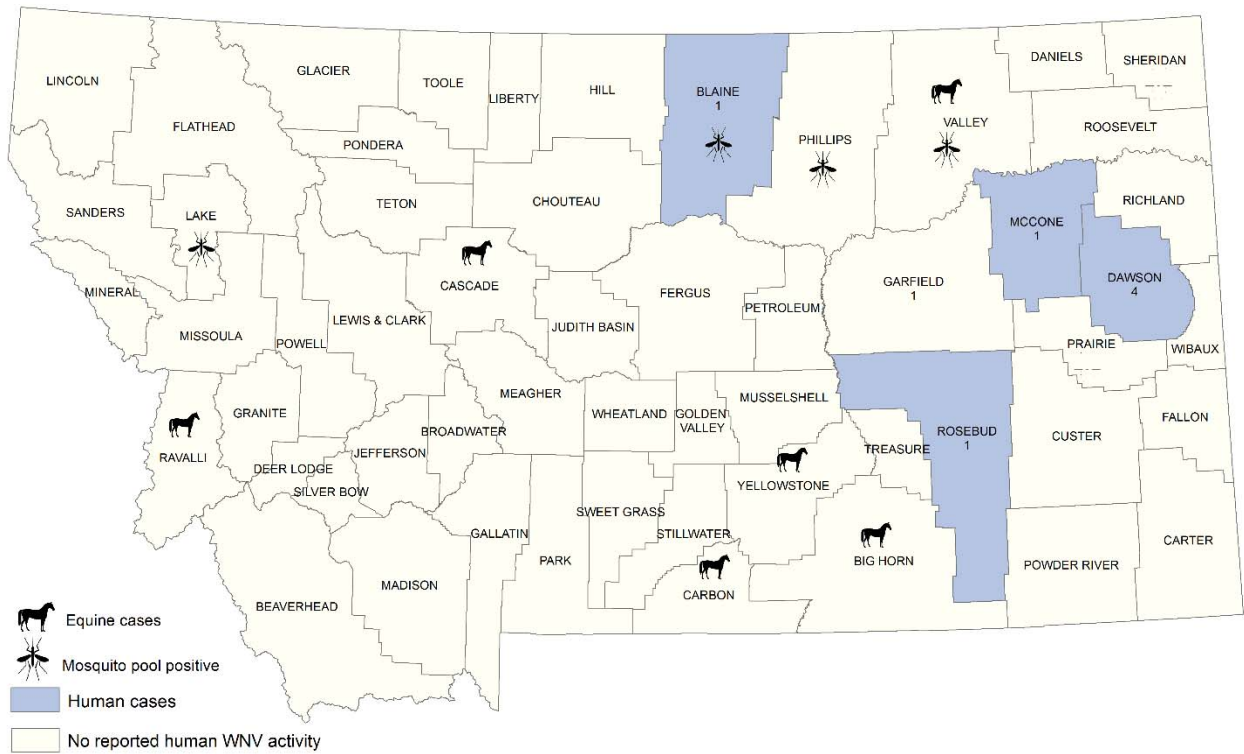 LINCOLN
GLACIER
TOOLE
LIBERTY
HILL
BLAINE
1
DANIELS
SHERIDAN
FLATHEAD
PONDERA
PHILLIPS
VALLEY
ROOSEVELT
SANDERS
LAKE
TETON
CHOUTEAU
MCCONE
1
RICHLAND
DAWSON
4
MINERAL
MISSOULA
POWELL
LEWIS & CLARK
CASCADE
JUDITH BASIN
FERGUS
PETROLEUM
GARFIELD
1
PRAIRIE
WIBAUX
RAVALLI
GRANITE
DEER LODGE
SILVER BOW
JEFFERSON
BROADWATER
MEAGHER
WHEATLAND
GOLDEN
VALLEY
MUSSELSHELL
TREASURE
ROSEBUD
1
CUSTER
FALLON
BEAVERHEAD
MADISON
GALLATIN
PARK
SWEET GRASS
STILLWATER
YELLOWSTONE
CARBON
BIG HORN
POWDER RIVER
CARTER
Equine cases
Mosquito pool positive
Human cases
No reported human WNV activity